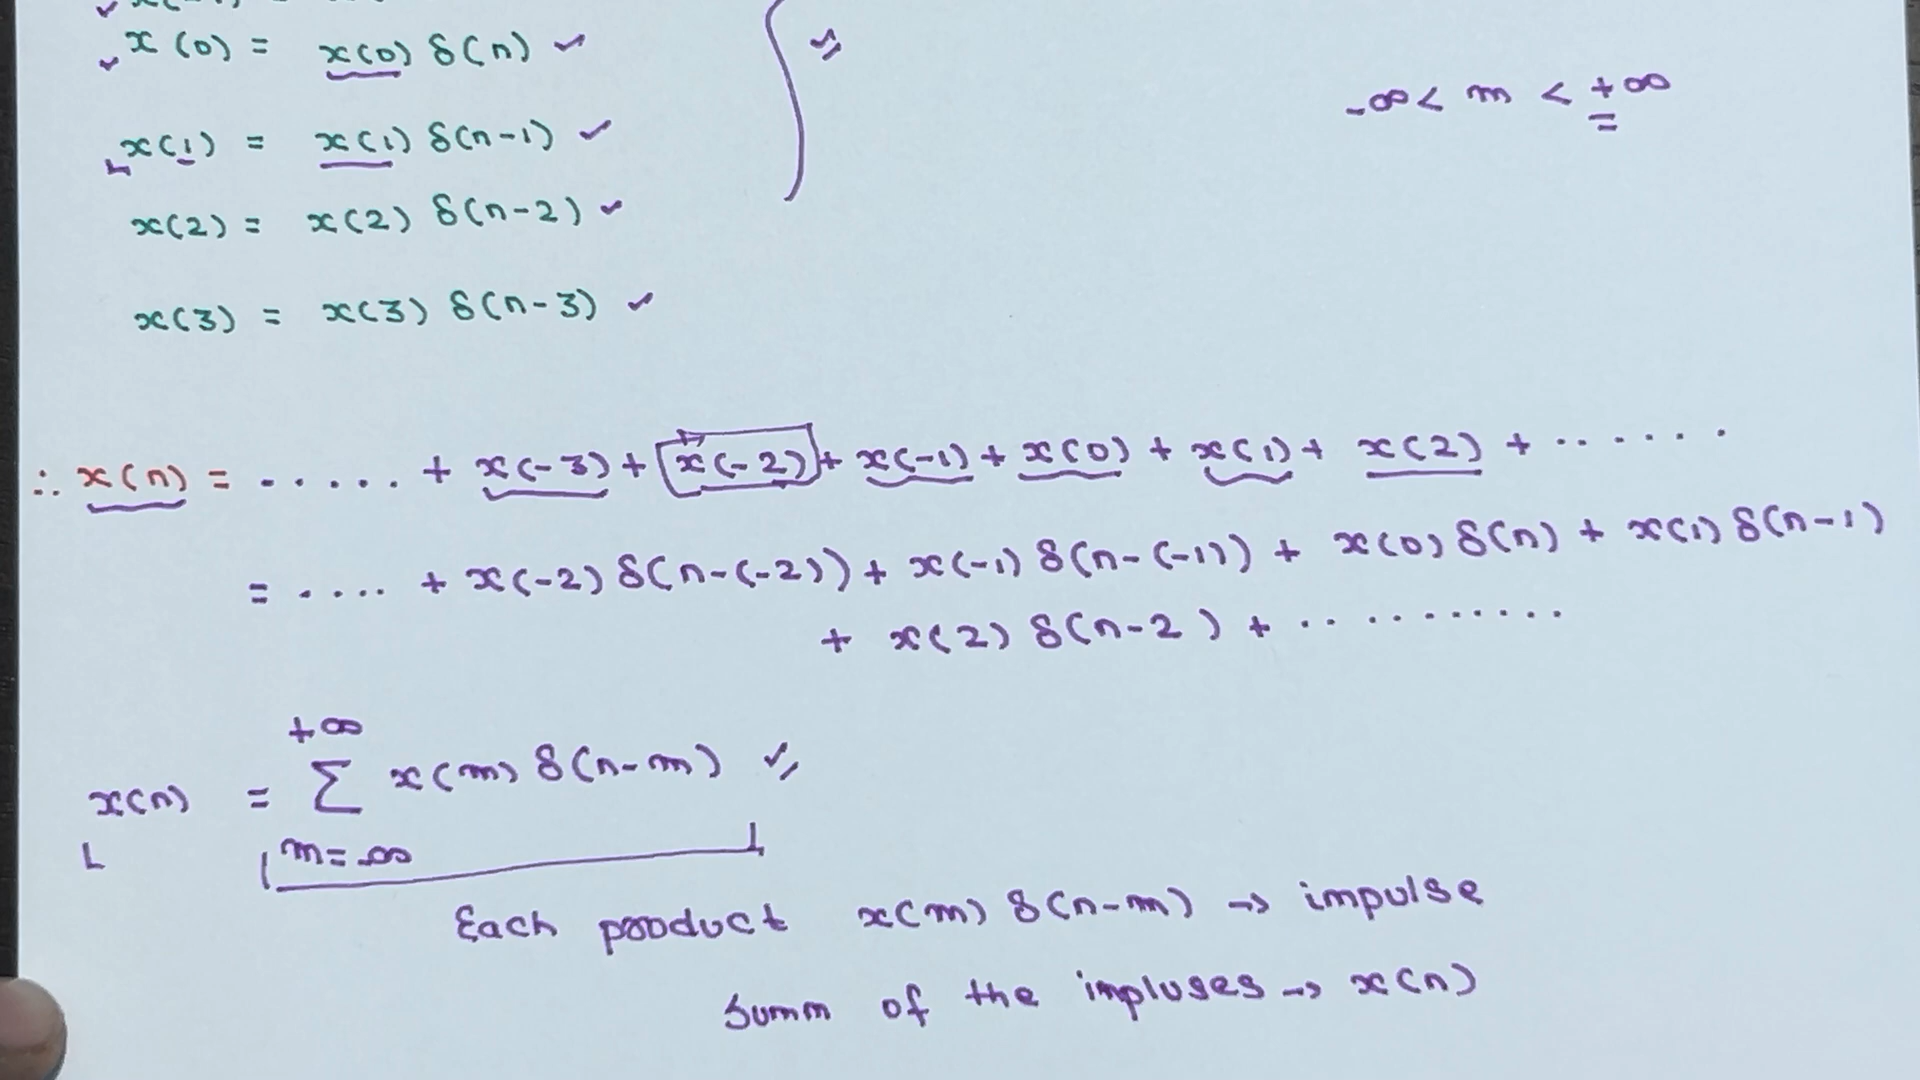 x(0) = x(0) δ(n) ✓
-∞ < m < +∞
x(1) = x(1) δ(n-1) ✓
x(2) = x(2) δ(n-2) ✓
x(3) = x(3) δ(n-3) ✓
∴ x(n) = ..... + x(-3) + x(-2) + x(-1) + x(0) + x(1) + x(2) + .......
= .... + x(-2) δ(n-(-2)) + x(-1) δ(n-(-1)) + x(0) δ(n) + x(1) δ(n-1)
+ x(2) δ(n-2) + ...........
+∞
x(n) = Σ x(m) δ(n-m)
m=-∞
Each product x(m) δ(n-m) → impulse
Summ of the impluses → x(n)